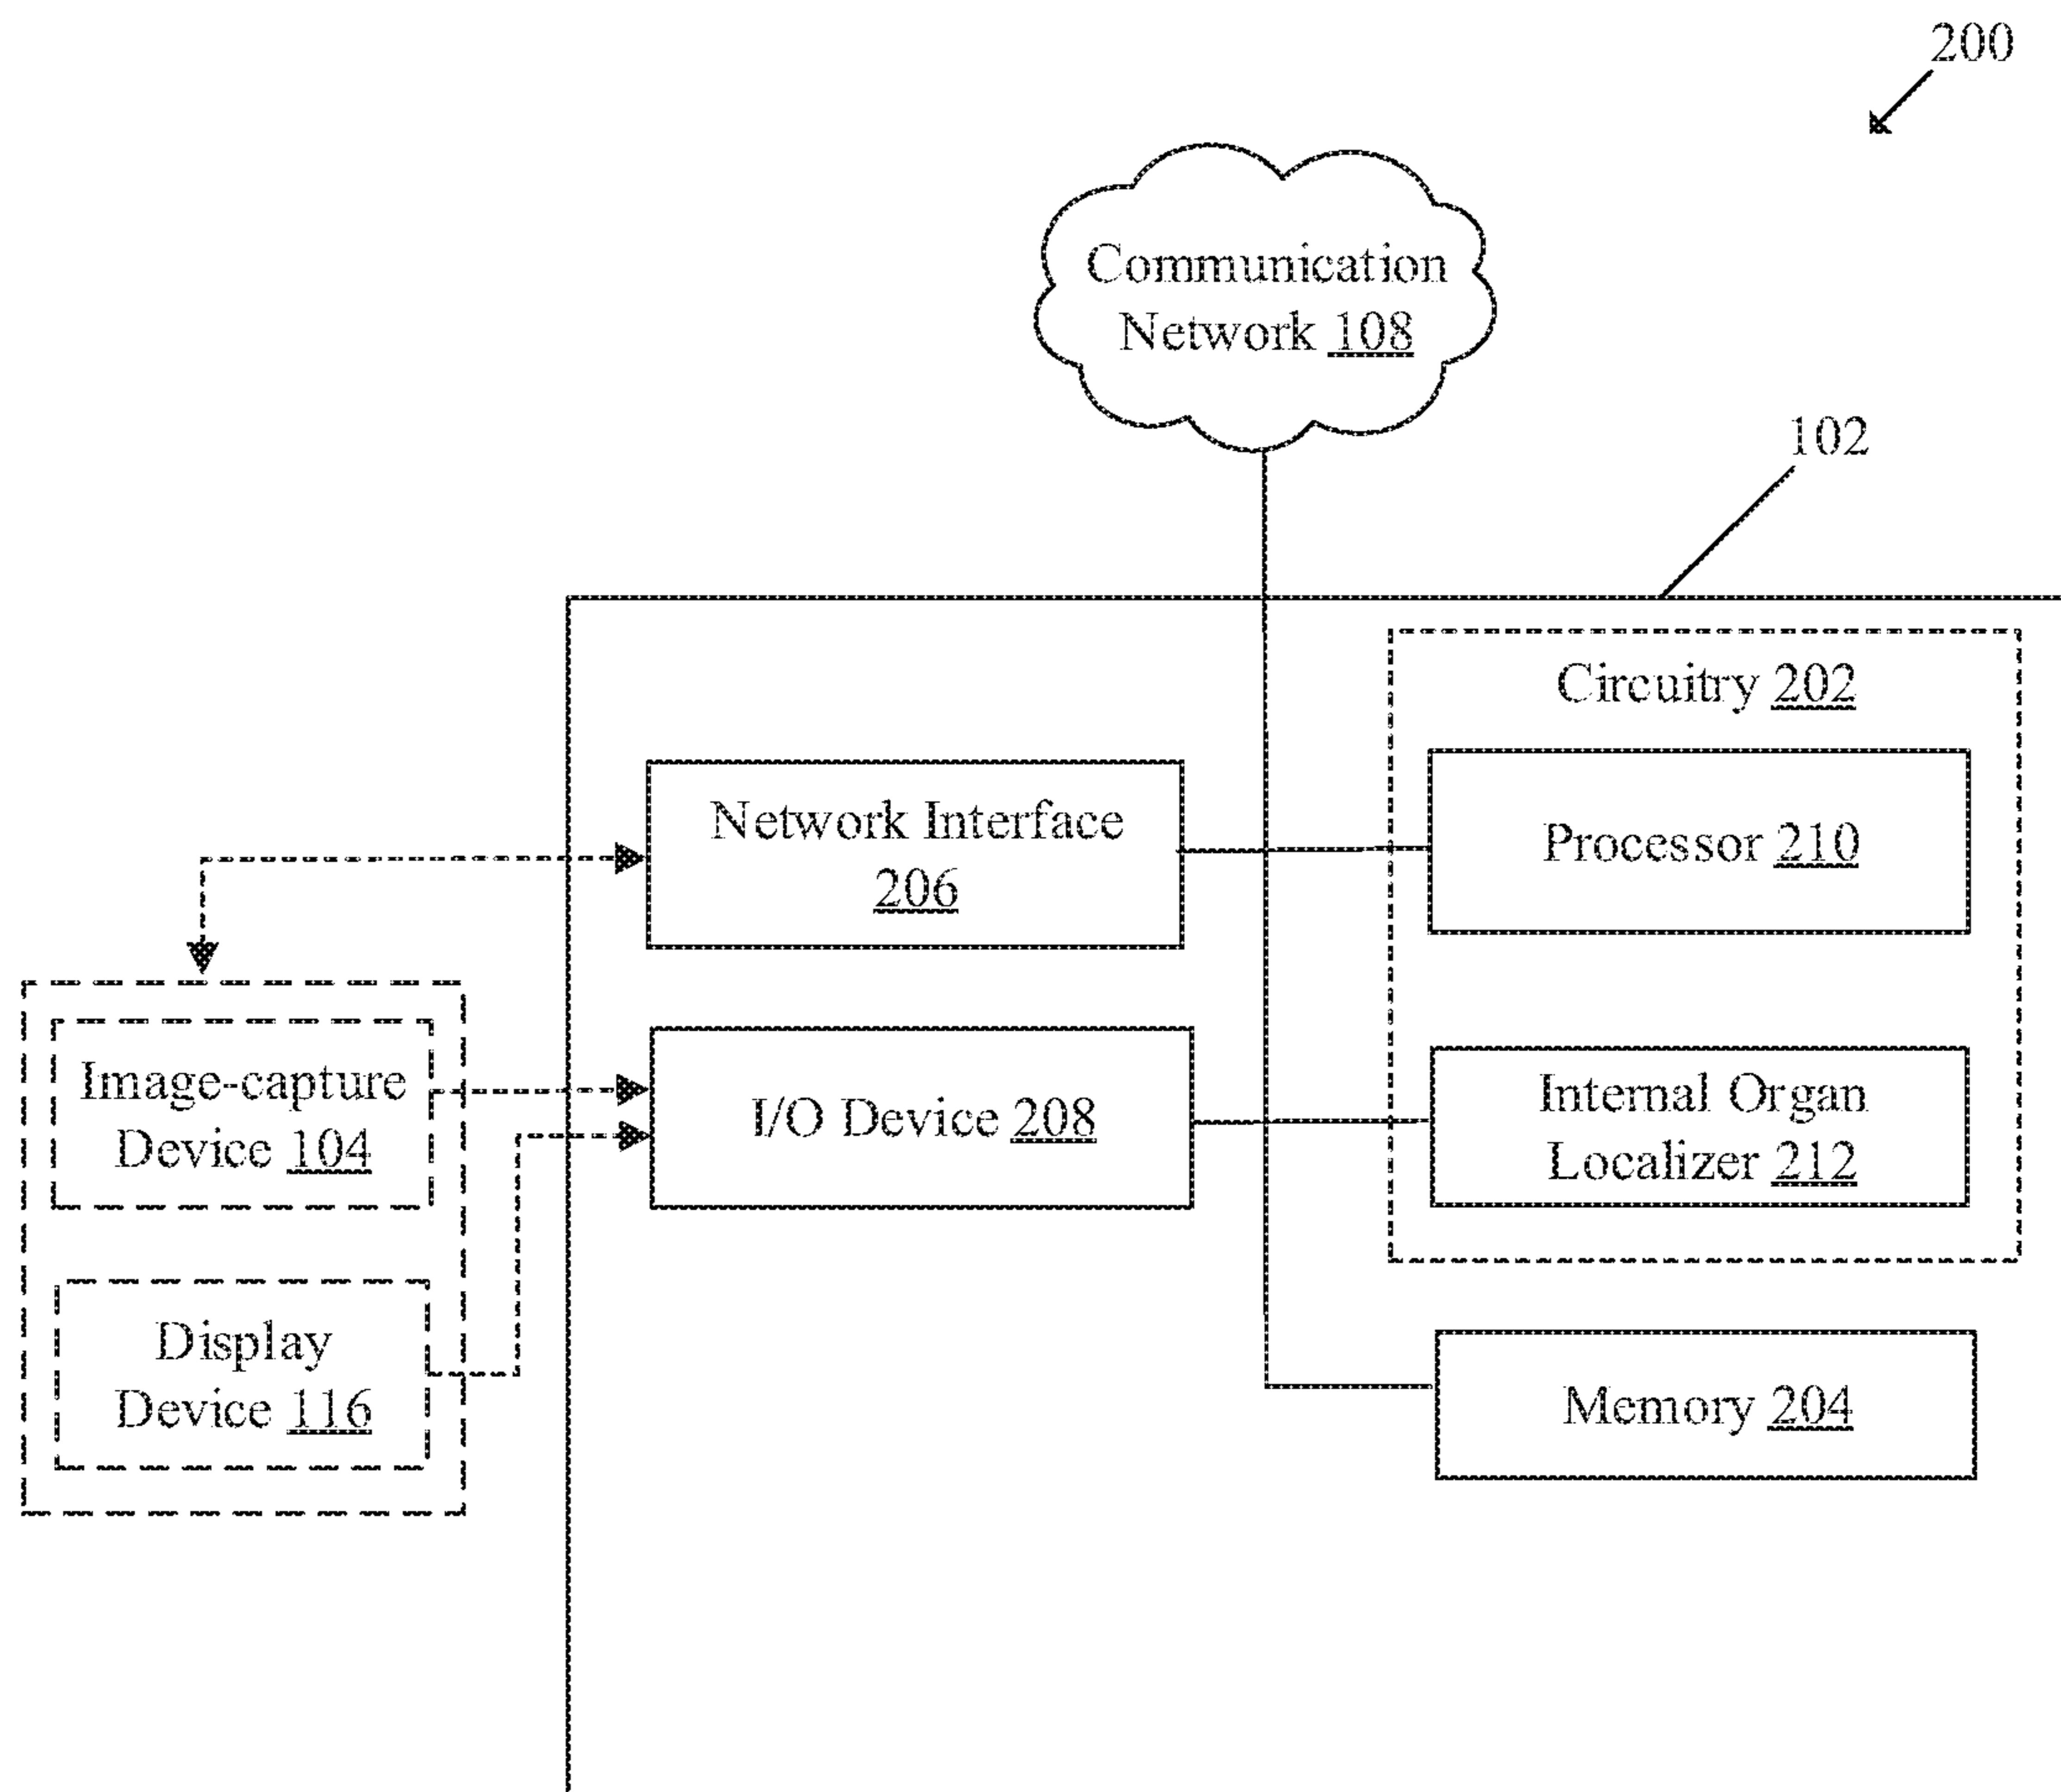 200
Communication
Network 108
102
Circuitry 202
Network Interface
206
Processor 210
Image-capture
Device 104
I/O Device 208
Internal Organ
Localizer 212
Display
Device 116
Memory 204